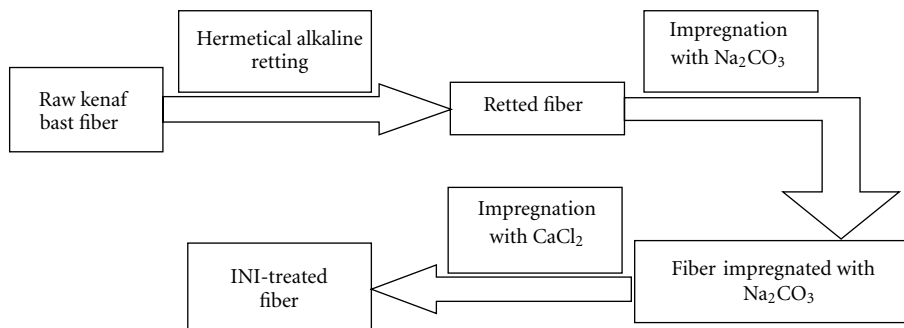 Hermetical alkaline
retting
Impregnation
with Na₂CO₃
Raw kenaf
bast fiber
Retted fiber
Impregnation
with CaCl₂
INI-treated
fiber
Fiber impregnated with
Na₂CO₃